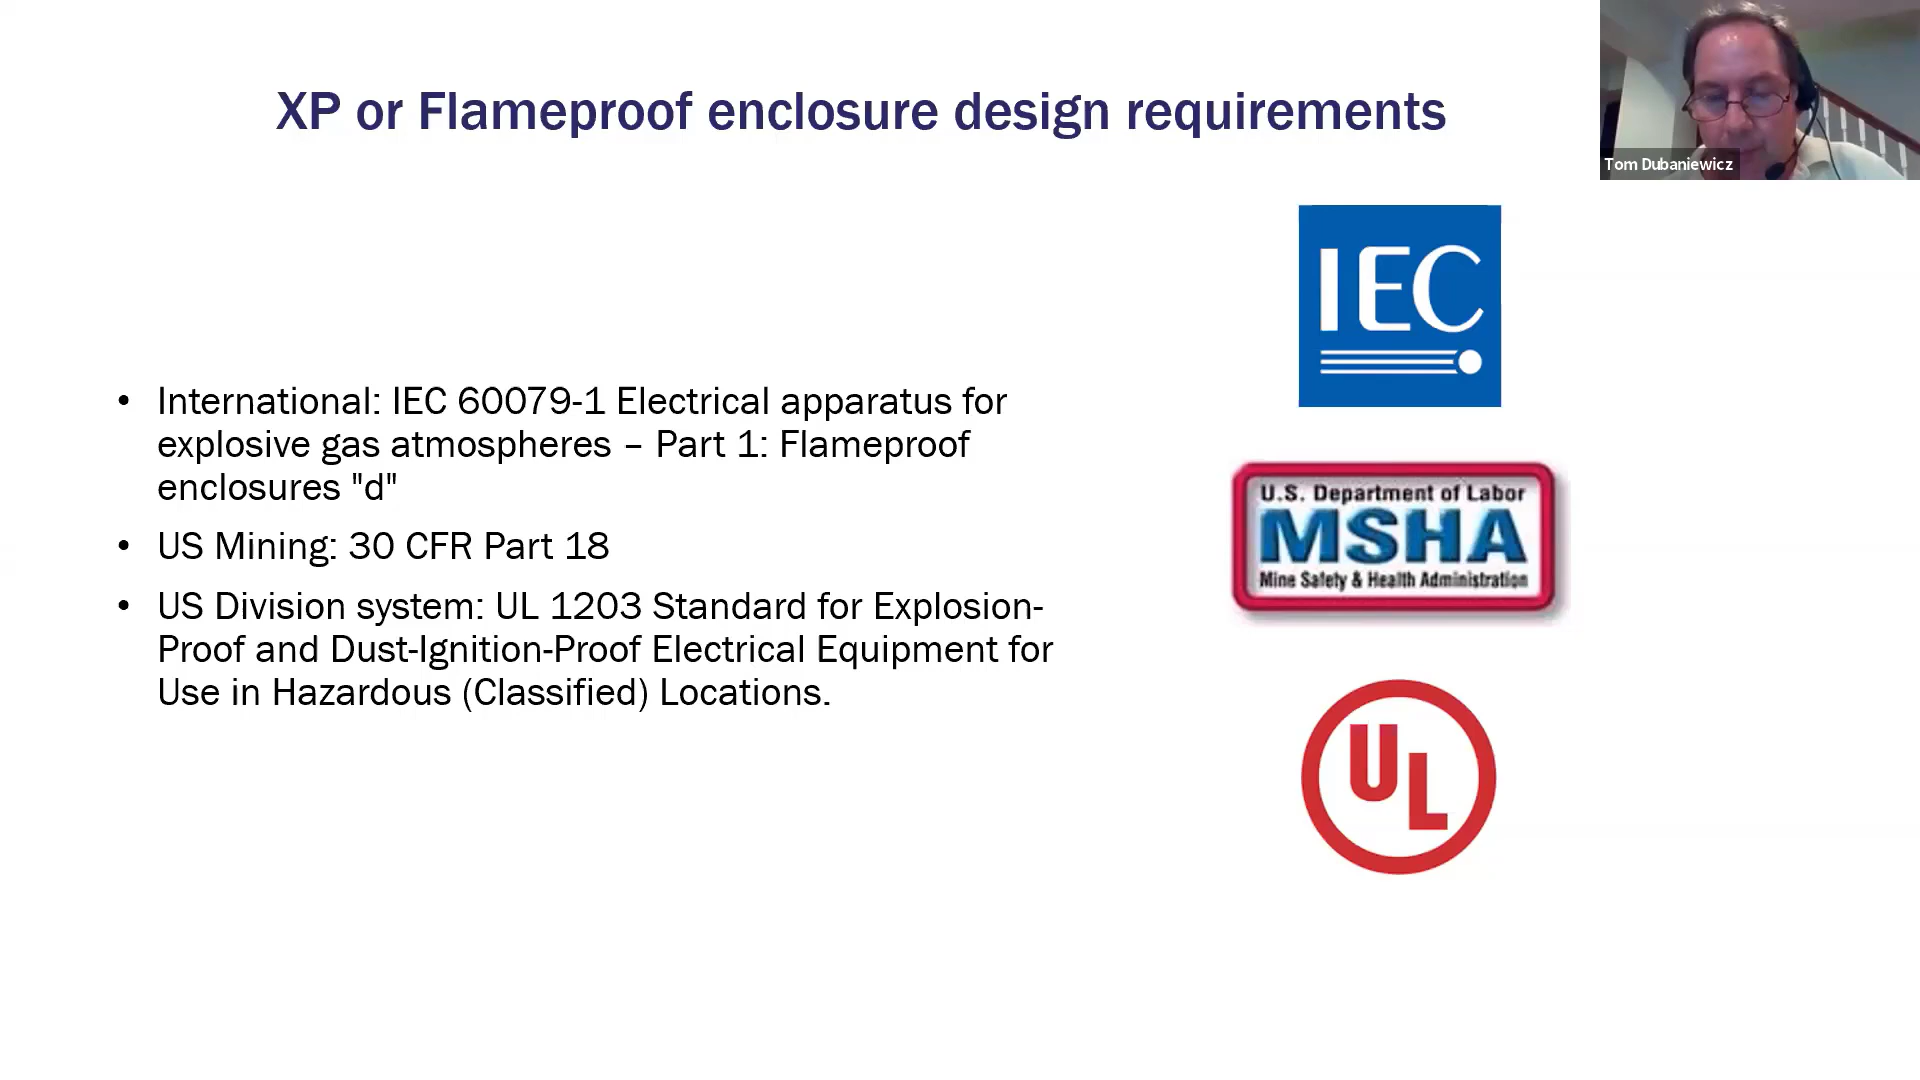 XP or Flameproof enclosure design requirements
Tom Dubaniewicz
IEC
• International: IEC 60079-1 Electrical apparatus for
explosive gas atmospheres – Part 1: Flameproof
enclosures "d"
• US Mining: 30 CFR Part 18
• US Division system: UL 1203 Standard for Explosion-
Proof and Dust-Ignition-Proof Electrical Equipment for
Use in Hazardous (Classified) Locations.
U.S. Department of Labor
MSHA
Mine Safety & Health Administration
UL